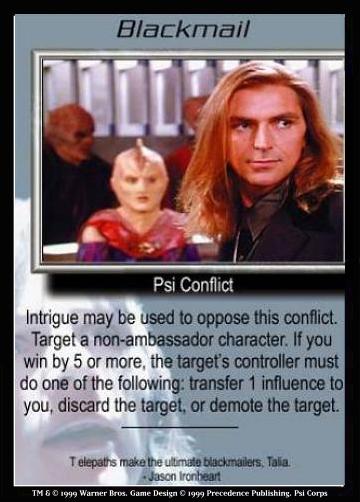 Blackmail
Psi Conflict
Intrigue may be used to oppose this conflict.
Target a non-ambassador character. If you
win by 5 or more, the target's controller must
do one of the following: transfer 1 influence to
you, discard the target, or demote the target.
Telepaths make the ultimate blackmailers, Talia.
- Jason Ironheart
TM & © 1999 Warner Bros. Game Design © 1999 Precedence Publishing. Psi Corps